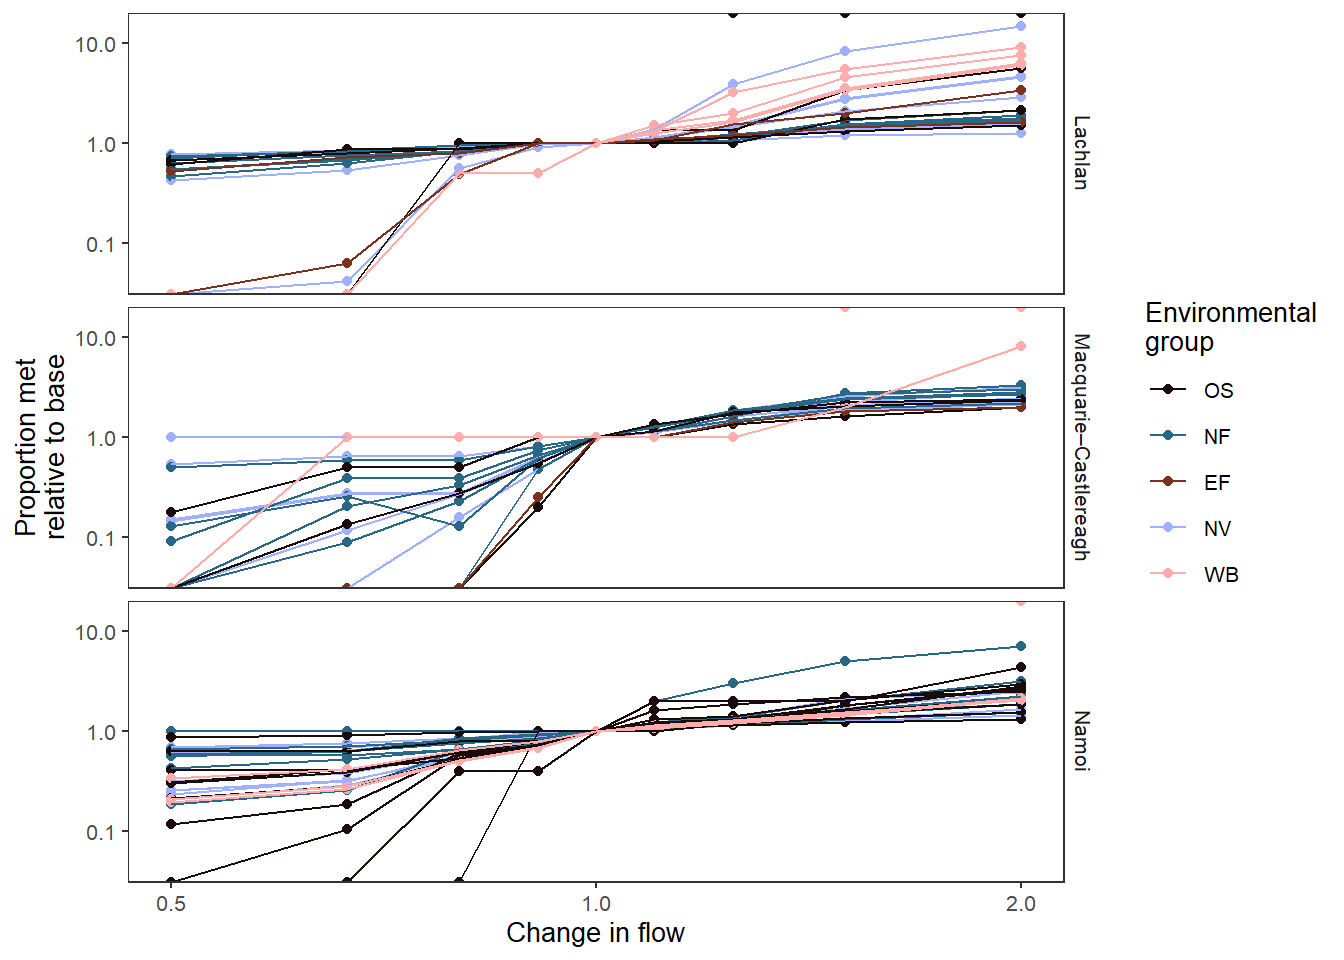 10.0
1.0
0.1
Lachlan
10.0
1.0
0.1
Macquarie–Castlereagh
10.0
1.0
0.1
Namoi
0.5
1.0
2.0
Change in flow
Proportion met
relative to base
Environmental
group
OS
NF
EF
NV
WB